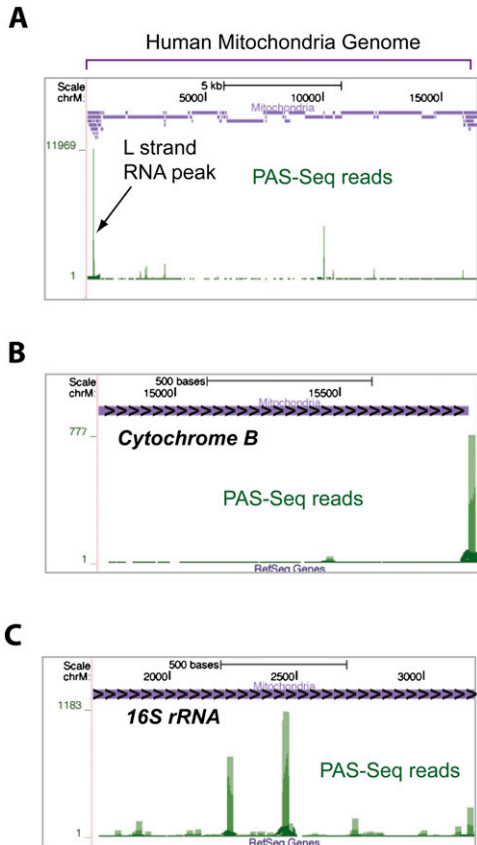 A
Human Mitochondria Genome
Scale
5 kb
chrM:
5000
10000
15000
Mitochondria
11969
L strand
RNA peak
PAS-Seq reads
1
B
Scale
500 bases
chrM:
15000
15500
Mitochondria
777
Cytochrome B
PAS-Seq reads
1
RefSeq Genes
C
Scale
500 bases
chrM:
2000
2500
3000
Mitochondria
1183
16S rRNA
PAS-Seq reads
1
RefSeq Genes